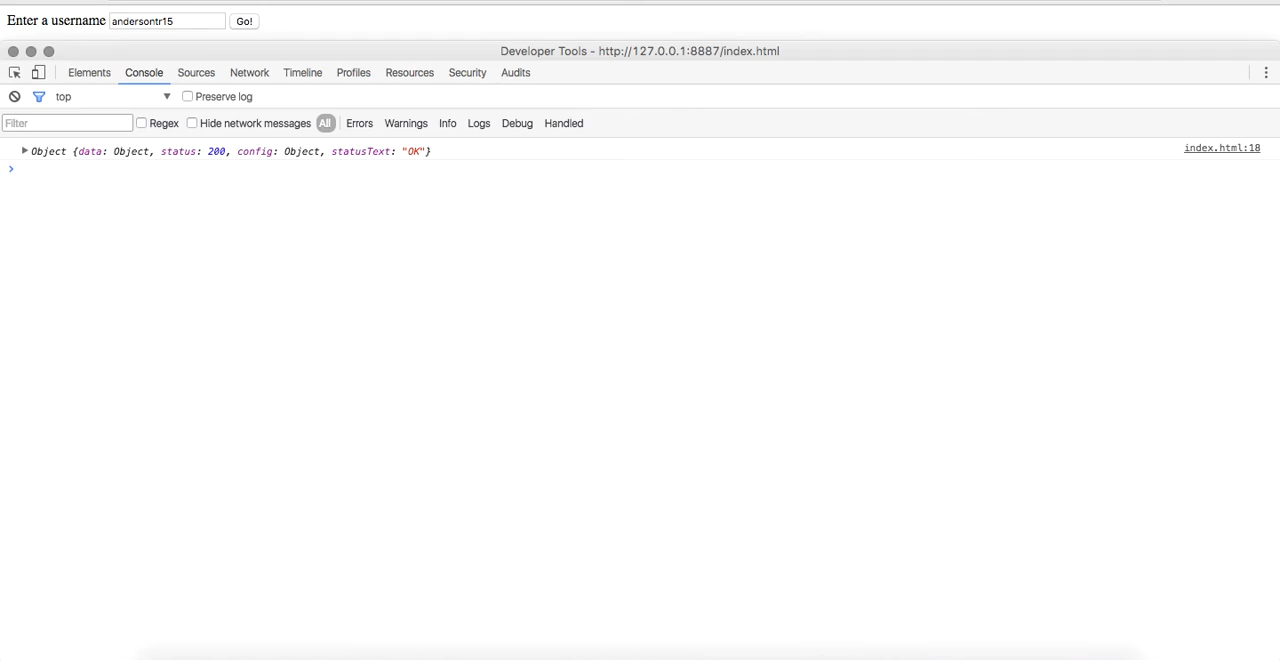 Enter a username andersontr15 Go!
Developer Tools - http://127.0.0.1:8887/index.html
Elements Console Sources Network Timeline Profiles Resources Security Audits
top ▼ Preserve log
Filter Regex Hide network messages All Errors Warnings Info Logs Debug Handled
▶ Object {data: Object, status: 200, config: Object, statusText: "OK"} index.html:18
>